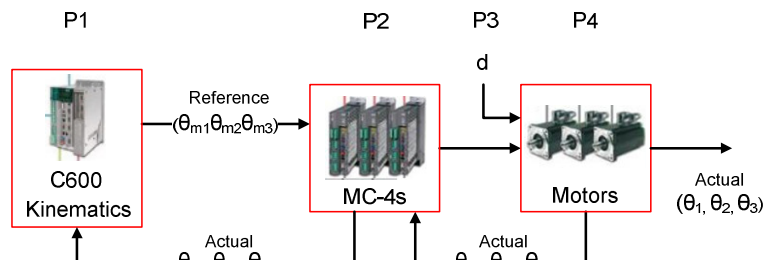 P1 P2 P3 P4
d
Reference
(θm1θm2θm3)
C600
Kinematics
MC-4s
Motors
Actual
(θ1, θ2, θ3)
Actual
Actual